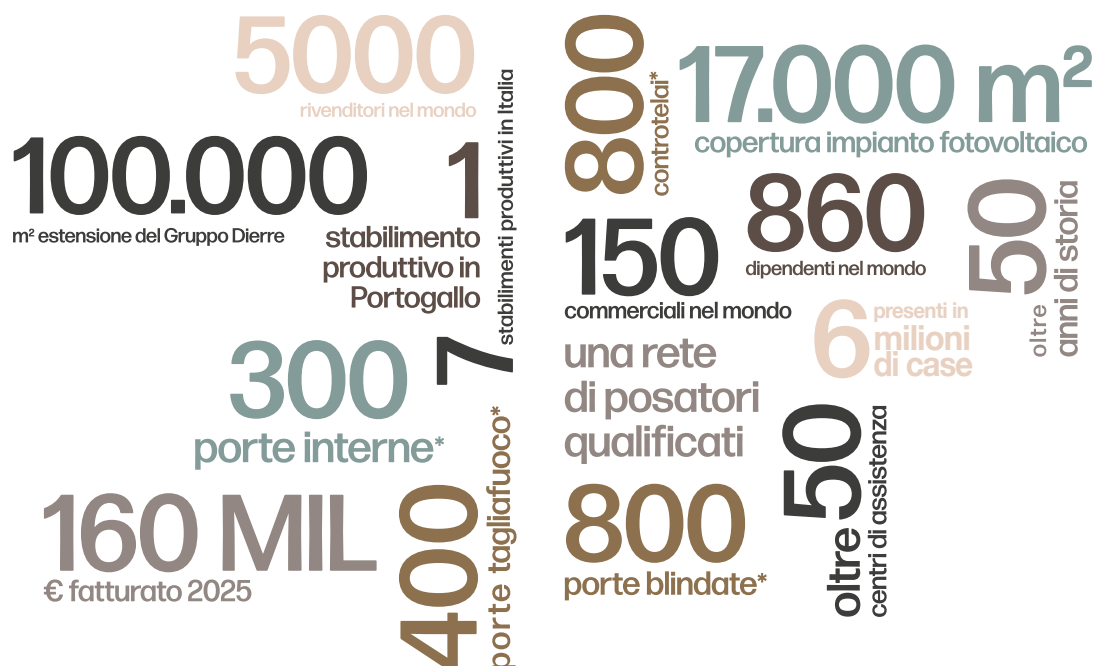 5000
rivenditori nel mondo
100.000
m² estensione del Gruppo Dierre
1
stabilimento
produttivo in
Portogallo
7
stabilimenti produttivi in Italia
300
porte interne*
160 MIL
€ fatturato 2025
400
porte tagliafuoco*
800
controtelai*
17.000 m²
copertura impianto fotovoltaico
150
commerciali nel mondo
860
dipendenti nel mondo
oltre 50
anni di storia
6
presenti in
milioni
di case
una rete
di posatori
qualificati
800
porte blindate*
oltre 50
centri di assistenza